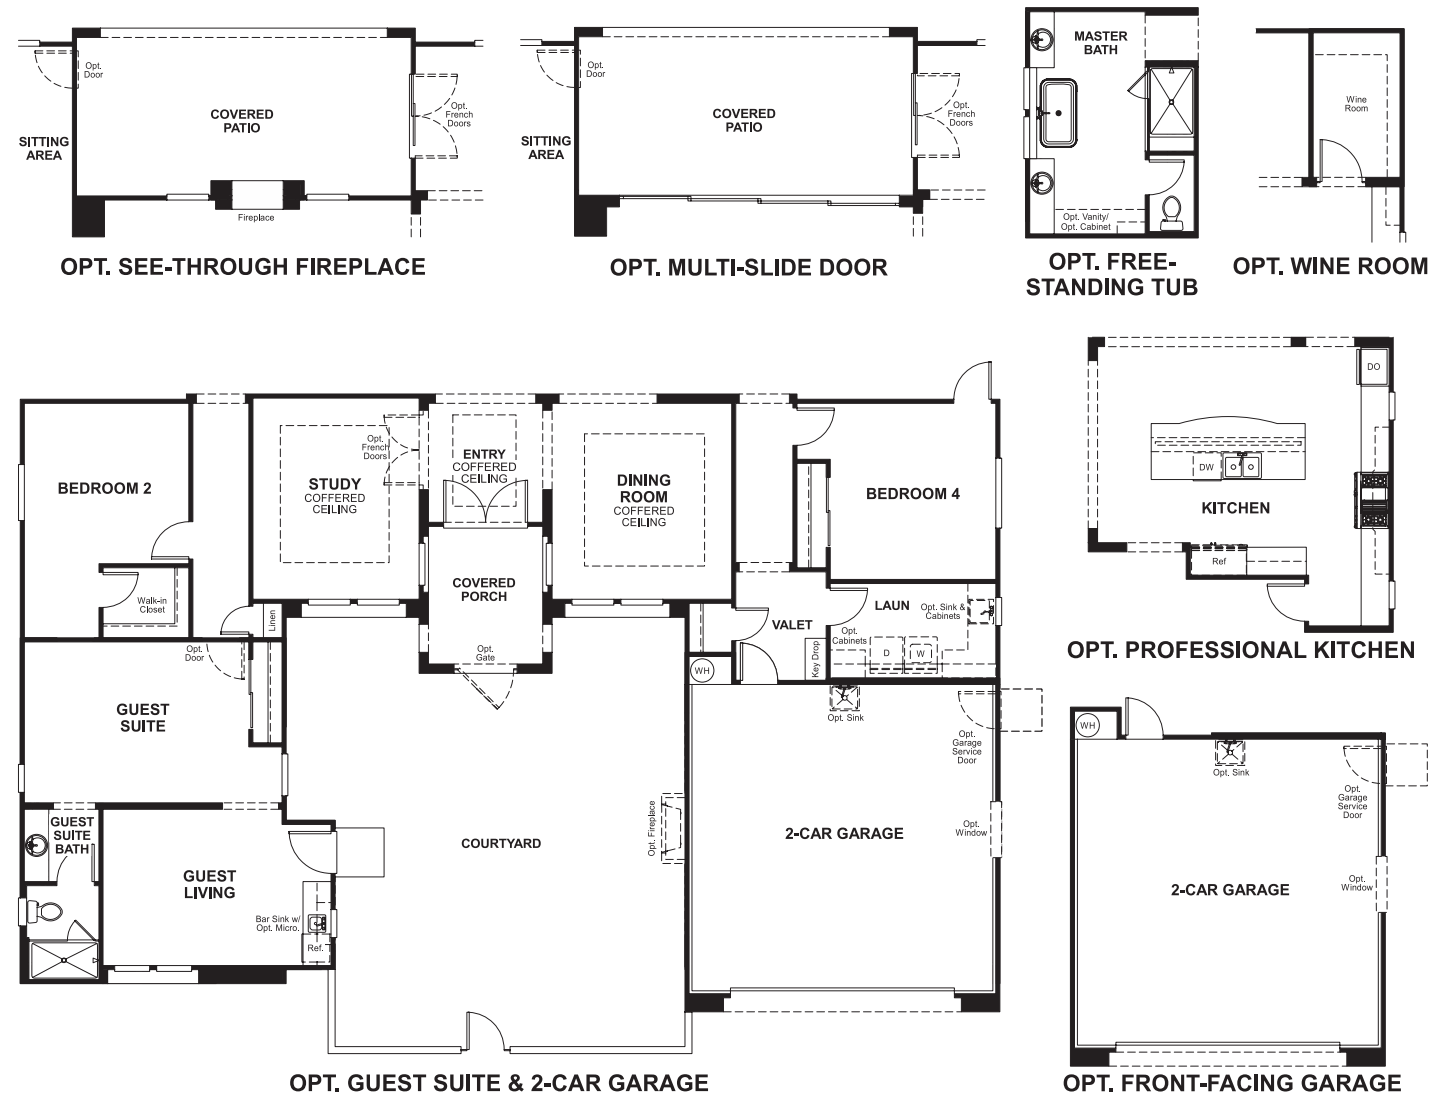 Opt.
Door
COVERED
PATIO
Opt.
French
Doors
SITTING
AREA
Fireplace
OPT. SEE-THROUGH FIREPLACE
Opt.
Door
COVERED
PATIO
Opt.
French
Doors
SITTING
AREA
OPT. MULTI-SLIDE DOOR
MASTER
BATH
Opt. Vanity/
Opt. Cabinet
OPT. FREE-
STANDING TUB
Wine
Room
OPT. WINE ROOM
DO
DW
KITCHEN
Ref
OPT. PROFESSIONAL KITCHEN
BEDROOM 2
Walk-in
Closet
Linen
STUDY
COFFERED
CEILING
Opt.
French
Doors
ENTRY
COFFERED
CEILING
DINING
ROOM
COFFERED
CEILING
BEDROOM 4
COVERED
PORCH
Opt.
Gate
VALET
Key Drop
LAUN
Opt. Sink &
Cabinets
Opt.
Cabinets
D
W
WH
Opt.
Door
GUEST
SUITE
GUEST
SUITE
BATH
GUEST
LIVING
Bar Sink w/
Opt. Micro.
Ref.
COURTYARD
Opt. Fireplace
Opt. Sink
Opt.
Garage
Service
Door
2-CAR GARAGE
Opt.
Window
OPT. GUEST SUITE & 2-CAR GARAGE
WH
Opt. Sink
Opt.
Garage
Service
Door
2-CAR GARAGE
Opt.
Window
OPT. FRONT-FACING GARAGE